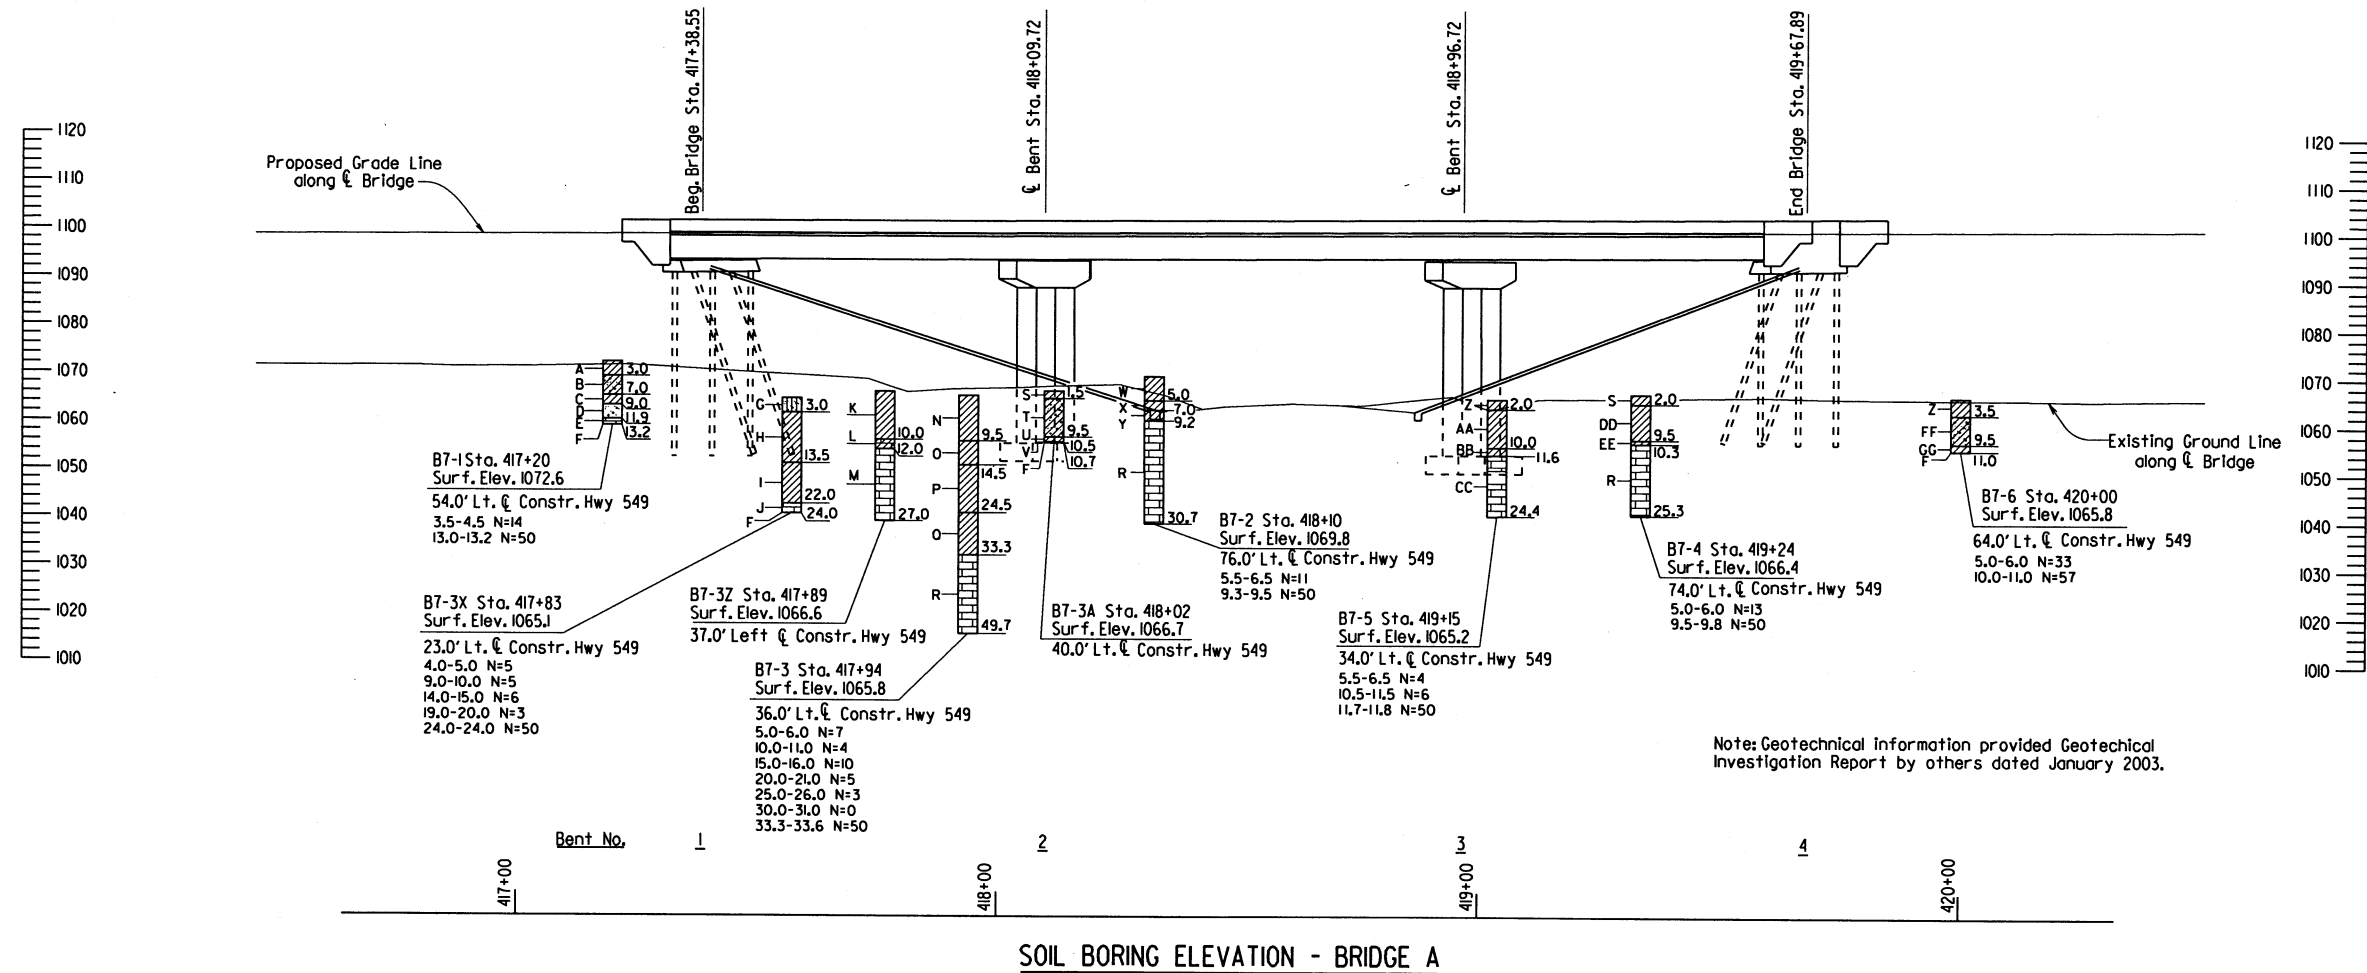 Beg. Bridge Sta. 417+38.55
℄ Bent Sta. 418+09.72
℄ Bent Sta. 418+96.72
End Bridge Sta. 419+67.89
1120
1110
1100
1090
1080
1070
1060
1050
1040
1030
1020
1010
1120
1110
1100
1090
1080
1070
1060
1050
1040
1030
1020
1010
Proposed Grade Line
along ℄ Bridge
Existing Ground Line
along ℄ Bridge
A
B
C
D
E
F
3.0
7.0
9.0
11.9
13.2
B7-1 Sta. 417+20
Surf. Elev. 1072.6
54.0' Lt. ℄ Constr. Hwy 549
3.5-4.5 N=14
13.0-13.2 N=50
G
H
I
J
F
3.0
13.5
22.0
24.0
B7-3X Sta. 417+83
Surf. Elev. 1065.1
23.0' Lt. ℄ Constr. Hwy 549
4.0-5.0 N=5
9.0-10.0 N=5
14.0-15.0 N=6
19.0-20.0 N=3
24.0-24.0 N=50
K
L
M
10.0
12.0
27.0
B7-3Z Sta. 417+89
Surf. Elev. 1066.6
37.0' Left ℄ Constr. Hwy 549
N
O
P
O
R
9.5
14.5
24.5
33.3
49.7
B7-3 Sta. 417+94
Surf. Elev. 1065.8
36.0' Lt. ℄ Constr. Hwy 549
5.0-6.0 N=7
10.0-11.0 N=4
15.0-16.0 N=10
20.0-21.0 N=5
25.0-26.0 N=3
30.0-31.0 N=0
33.3-33.6 N=50
S
T
U
V
F
1.5
9.5
10.5
10.7
B7-3A Sta. 418+02
Surf. Elev. 1066.7
40.0' Lt. ℄ Constr. Hwy 549
W
X
Y
R
5.0
7.0
9.2
30.7
B7-2 Sta. 418+10
Surf. Elev. 1069.8
76.0' Lt. ℄ Constr. Hwy 549
5.5-6.5 N=11
9.3-9.5 N=50
Z
AA
BB
CC
2.0
10.0
11.6
24.4
B7-5 Sta. 419+15
Surf. Elev. 1065.2
34.0' Lt. ℄ Constr. Hwy 549
5.5-6.5 N=4
10.5-11.5 N=6
11.7-11.8 N=50
S
DD
EE
R
2.0
9.5
10.3
25.3
B7-4 Sta. 419+24
Surf. Elev. 1066.4
74.0' Lt. ℄ Constr. Hwy 549
5.0-6.0 N=13
9.5-9.8 N=50
Z
FF
GG
F
3.5
9.5
11.0
B7-6 Sta. 420+00
Surf. Elev. 1065.8
64.0' Lt. ℄ Constr. Hwy 549
5.0-6.0 N=33
10.0-11.0 N=57
Note: Geotechnical information provided Geotechical
Investigation Report by others dated January 2003.
Bent No. 1 2 3 4
417+00
418+00
419+00
420+00
SOIL BORING ELEVATION - BRIDGE A